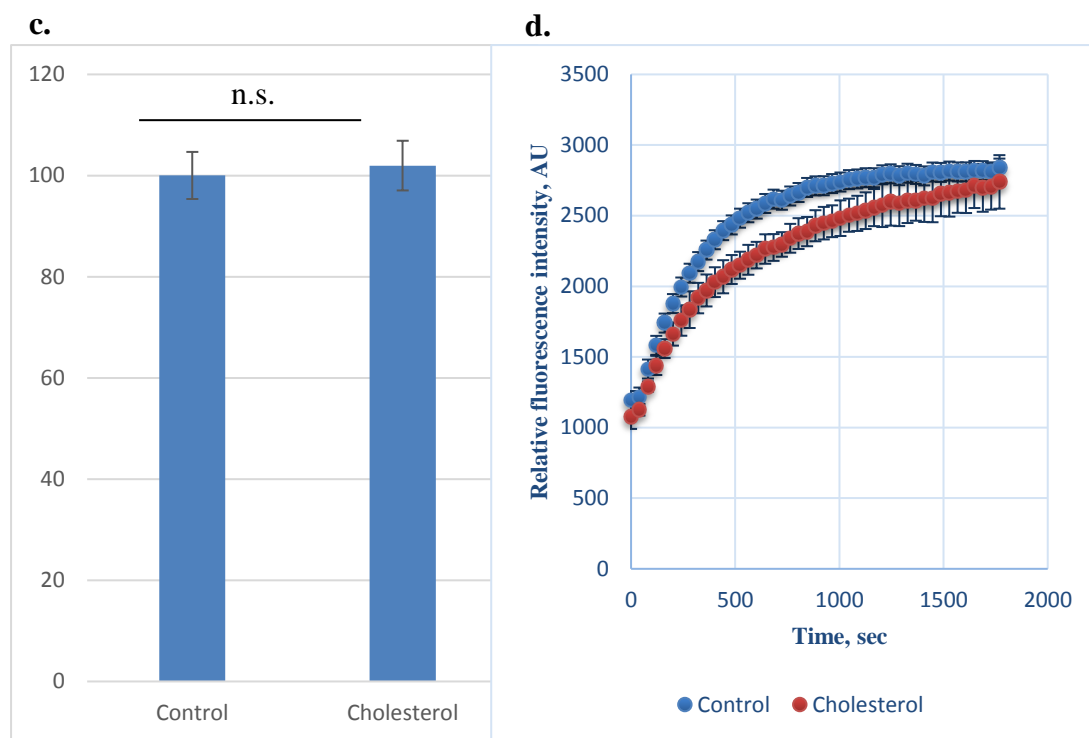 c.
120
n.s.
100
80
60
40
20
0
Control Cholesterol
d.
3500
3000
2500
2000
1500
1000
500
0
Relative fluorescence intensity, AU
0 500 1000 1500 2000
Time, sec
Control Cholesterol